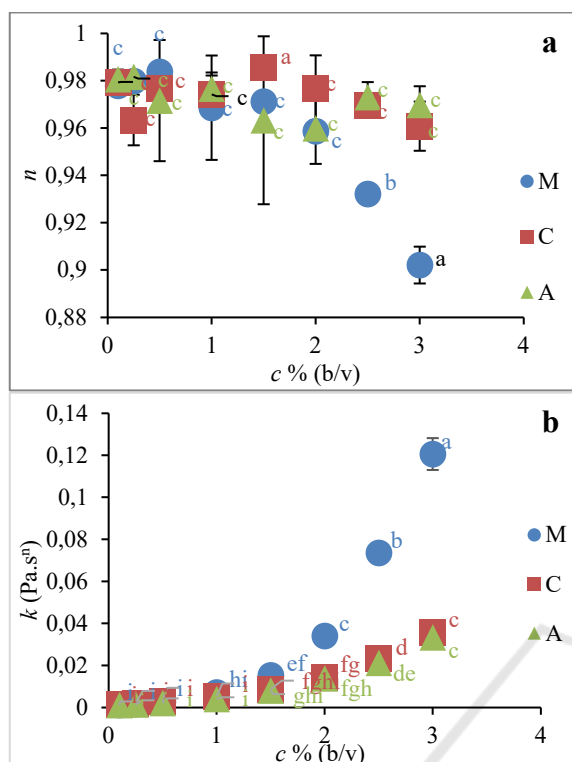 a
1
0,98
0,96
0,94
0,92
0,9
0,88
n
0 1 2 3 4
c % (b/v)
M
C
A
c c c c c c b a
c c c a c c c
c c c c c c c c
b
0,14
0,12
0,1
0,08
0,06
0,04
0,02
0
k (Pa.sⁿ)
0 1 2 3 4
c % (b/v)
M
C
A
i hi ef c b a
i fgh fg d c
i ghi fgh de c